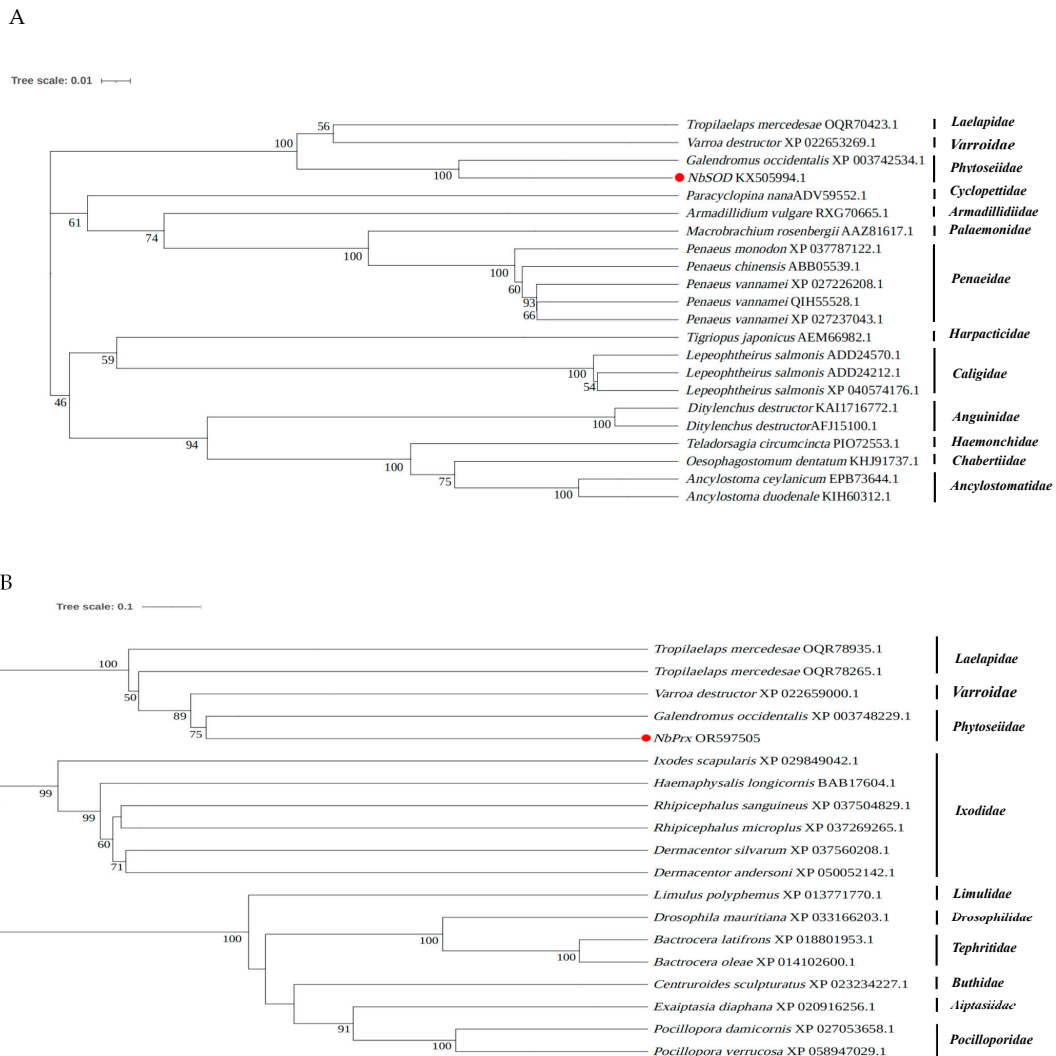 A
Tree scale: 0.01
Tropilaelaps mercedesae OQR70423.1 Laelapidae
56
Varroa destructor XP 022653269.1 Varroidae
100
Galendromus occidentalis XP 003742534.1 Phytoseiidae
100 NbSOD KX505994.1
Paracyclopina nanaADV59552.1 Cyclopettidae
61
Armadillidium vulgare RXG70665.1 Armadillidiidae
74
Macrobrachium rosenbergii AAZ81617.1 Palaemonidae
100
Penaeus monodon XP 037787122.1 Penaeidae
100
Penaeus chinensis ABB05539.1
60
Penaeus vannamei XP 027226208.1
93
Penaeus vannamei QIH55528.1
66
Penaeus vannamei XP 027237043.1
Tigriopus japonicus AEM66982.1 Harpacticidae
59
Lepeophtheirus salmonis ADD24570.1 Caligidae
100
Lepeophtheirus salmonis ADD24212.1
54
Lepeophtheirus salmonis XP 040574176.1
46
Ditylenchus destructor KAI1716772.1 Anguinidae
100
Ditylenchus destructorAFJ15100.1
94
Teladorsagia circumcincta PIO72553.1 Haemonchidae
100
Oesophagostomum dentatum KHJ91737.1 Chabertiidae
75
Ancylostoma ceylanicum EPB73644.1 Ancylostomatidae
100
Ancylostoma duodenale KIH60312.1
B
Tree scale: 0.1
Tropilaelaps mercedesae OQR78935.1 Laelapidae
100
Tropilaelaps mercedesae OQR78265.1
50
Varroa destructor XP 022659000.1 Varroidae
89
Galendromus occidentalis XP 003748229.1 Phytoseiidae
75
NbPrx OR597505
Ixodes scapularis XP 029849042.1 Ixodidae
99
Haemaphysalis longicornis BAB17604.1
99
Rhipicephalus sanguineus XP 037504829.1
Rhipicephalus microplus XP 037269265.1
60
Dermacentor silvarum XP 037560208.1
71
Dermacentor andersoni XP 050052142.1
Limulus polyphemus XP 013771770.1 Limulidae
100
Drosophila mauritiana XP 033166203.1 Drosophilidae
100
Bactrocera latifrons XP 018801953.1 Tephritidae
100
Bactrocera oleae XP 014102600.1
Centruroides sculpturatus XP 023234227.1 Buthidae
Exaiptasia diaphana XP 020916256.1 Aiptasiidae
91
Pocillopora damicornis XP 027053658.1 Pocilloporidae
100
Pocillopora verrucosa XP 058947029.1